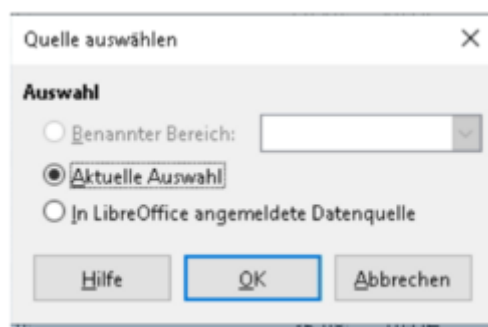 Quelle auswählen
Auswahl
Benannter Bereich:
Aktuelle Auswahl
In LibreOffice angemeldete Datenquelle
Hilfe OK Abbrechen